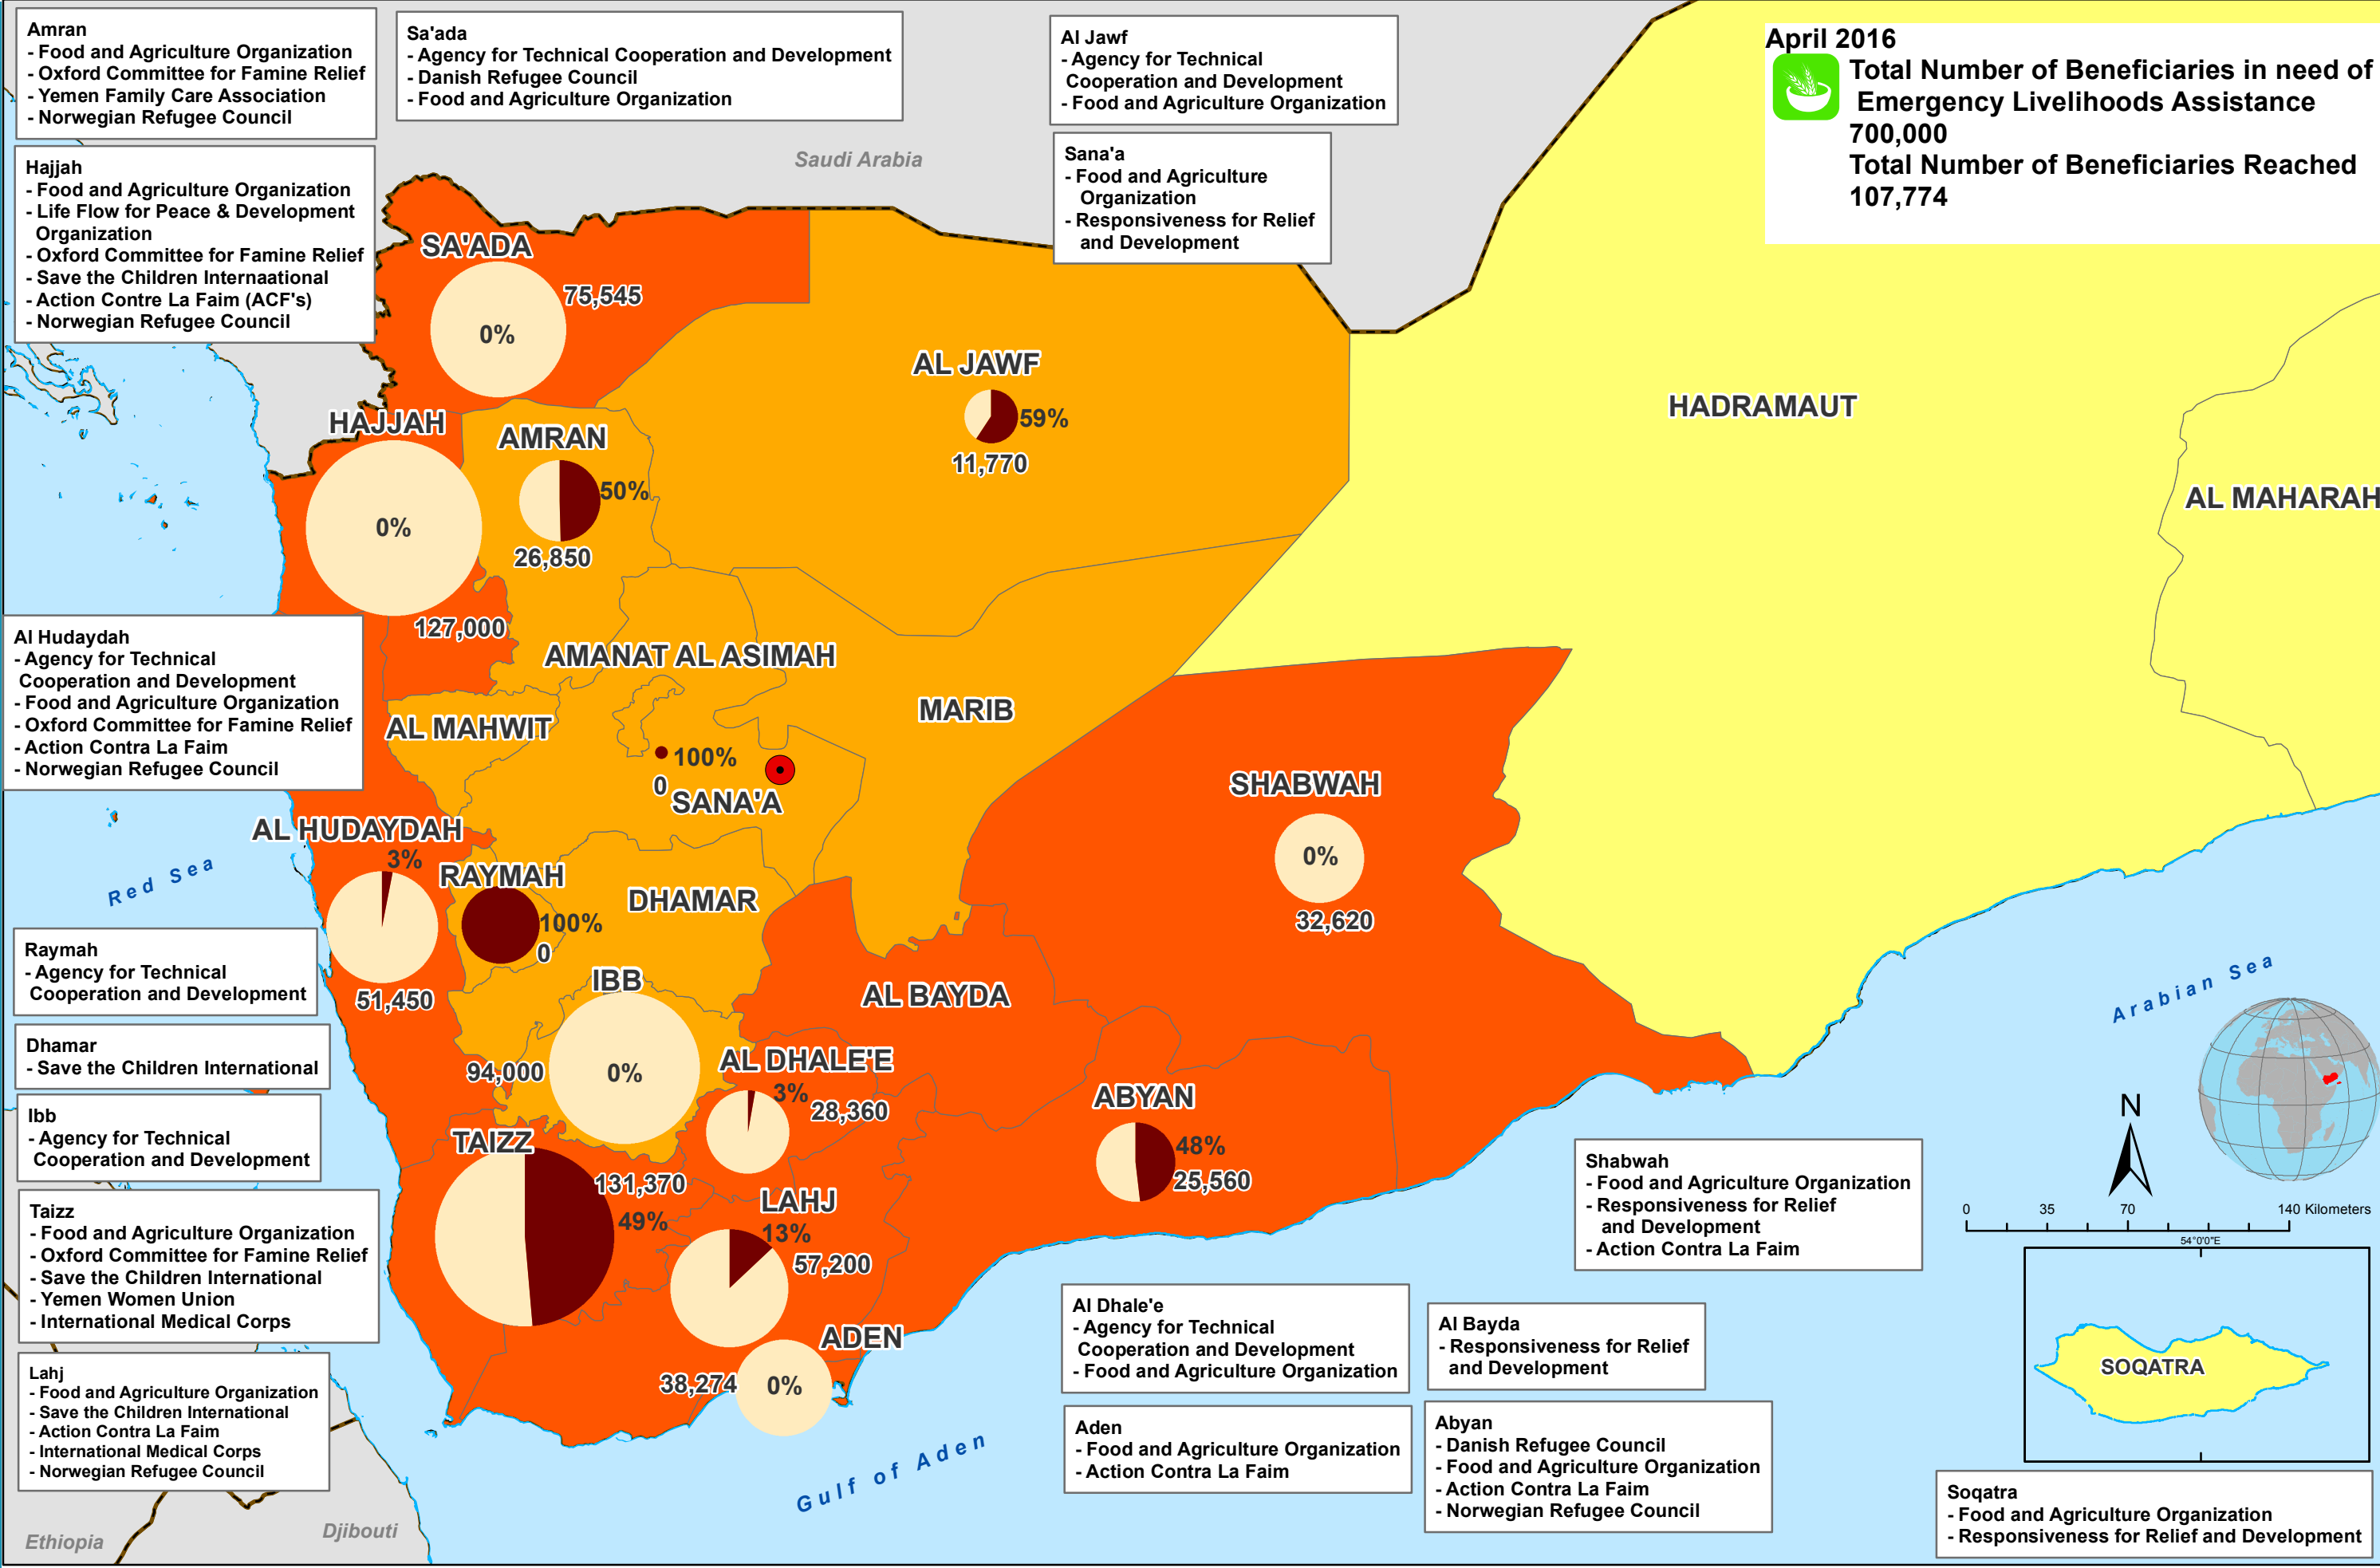 Amran
- Food and Agriculture Organization
- Oxford Committee for Famine Relief
- Yemen Family Care Association
- Norwegian Refugee Council
Sa'ada
- Agency for Technical Cooperation and Development
- Danish Refugee Council
- Food and Agriculture Organization
Al Jawf
- Agency for Technical
Cooperation and Development
- Food and Agriculture Organization
April 2016
Total Number of Beneficiaries in need of
Emergency Livelihoods Assistance
700,000
Total Number of Beneficiaries Reached
107,774
Hajjah
- Food and Agriculture Organization
- Life Flow for Peace & Development
Organization
- Oxford Committee for Famine Relief
- Save the Children Internaational
- Action Contre La Faim (ACF's)
- Norwegian Refugee Council
Sana'a
- Food and Agriculture
Organization
- Responsiveness for Relief
and Development
Saudi Arabia
SA'ADA
75,545
0%
AL JAWF
59%
11,770
HADRAMAUT
AL MAHARAH
HAJJAH
0%
127,000
AMRAN
50%
26,850
AMANAT AL ASIMAH
AL MAHWIT
MARIB
100%
0
SANA'A
SHABWAH
0%
32,620
Al Hudaydah
- Agency for Technical
Cooperation and Development
- Food and Agriculture Organization
- Oxford Committee for Famine Relief
- Action Contra La Faim
- Norwegian Refugee Council
AL HUDAYDAH
3%
51,450
RAYMAH
100%
0
DHAMAR
Red Sea
Raymah
- Agency for Technical
Cooperation and Development
Dhamar
- Save the Children International
Ibb
- Agency for Technical
Cooperation and Development
IBB
94,000
0%
AL BAYDA
AL DHALE'E
3%
28,360
ABYAN
48%
25,560
Arabian Sea
TAIZZ
131,370
49%
LAHJ
13%
57,200
ADEN
38,274
0%
Taizz
- Food and Agriculture Organization
- Oxford Committee for Famine Relief
- Save the Children International
- Yemen Women Union
- International Medical Corps
Lahj
- Food and Agriculture Organization
- Save the Children International
- Action Contra La Faim
- International Medical Corps
- Norwegian Refugee Council
Shabwah
- Food and Agriculture Organization
- Responsiveness for Relief
and Development
- Action Contra La Faim
N
0 35 70 140 Kilometers
54°0'0"E
SOQATRA
Al Dhale'e
- Agency for Technical
Cooperation and Development
- Food and Agriculture Organization
Al Bayda
- Responsiveness for Relief
and Development
Aden
- Food and Agriculture Organization
- Action Contra La Faim
Abyan
- Danish Refugee Council
- Food and Agriculture Organization
- Action Contra La Faim
- Norwegian Refugee Council
Soqatra
- Food and Agriculture Organization
- Responsiveness for Relief and Development
Gulf of Aden
Ethiopia
Djibouti